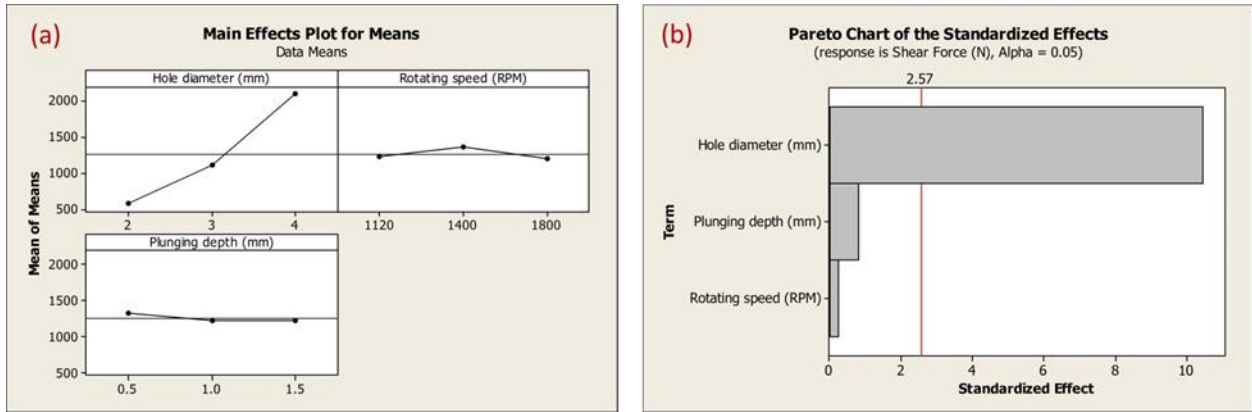 (a)
Main Effects Plot for Means
Data Means
Hole diameter (mm) Rotating speed (RPM)
2000
1500
1000
500
2 3 4 1120 1400 1800
Plunging depth (mm)
2000
1500
1000
500
0.5 1.0 1.5
Mean of Means
(b)
Pareto Chart of the Standardized Effects
(response is Shear Force (N), Alpha = 0.05)
2.57
Hole diameter (mm)
Plunging depth (mm)
Rotating speed (RPM)
Term
0 2 4 6 8 10
Standardized Effect